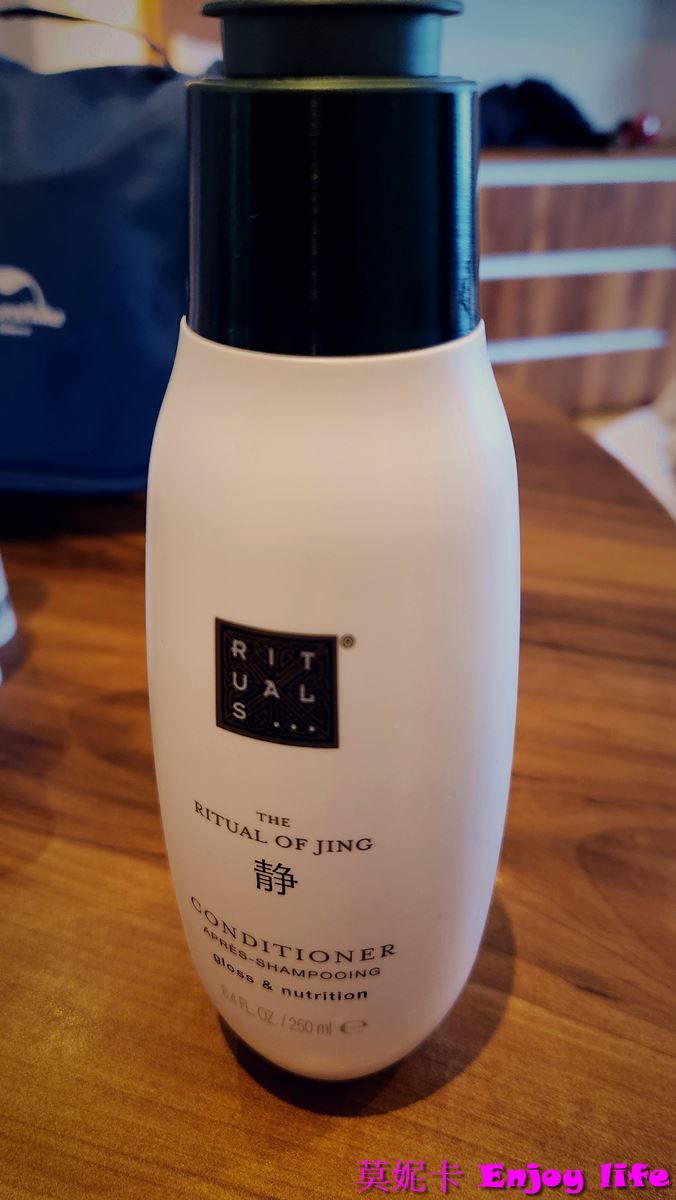 RIT
UAL
S...
®
THE
RITUAL OF JING
静
CONDITIONER
APRÈS-SHAMPOOING
gloss & nutrition
8.4 FL. OZ. / 250 ml ℮
莫妮卡 Enjoy life